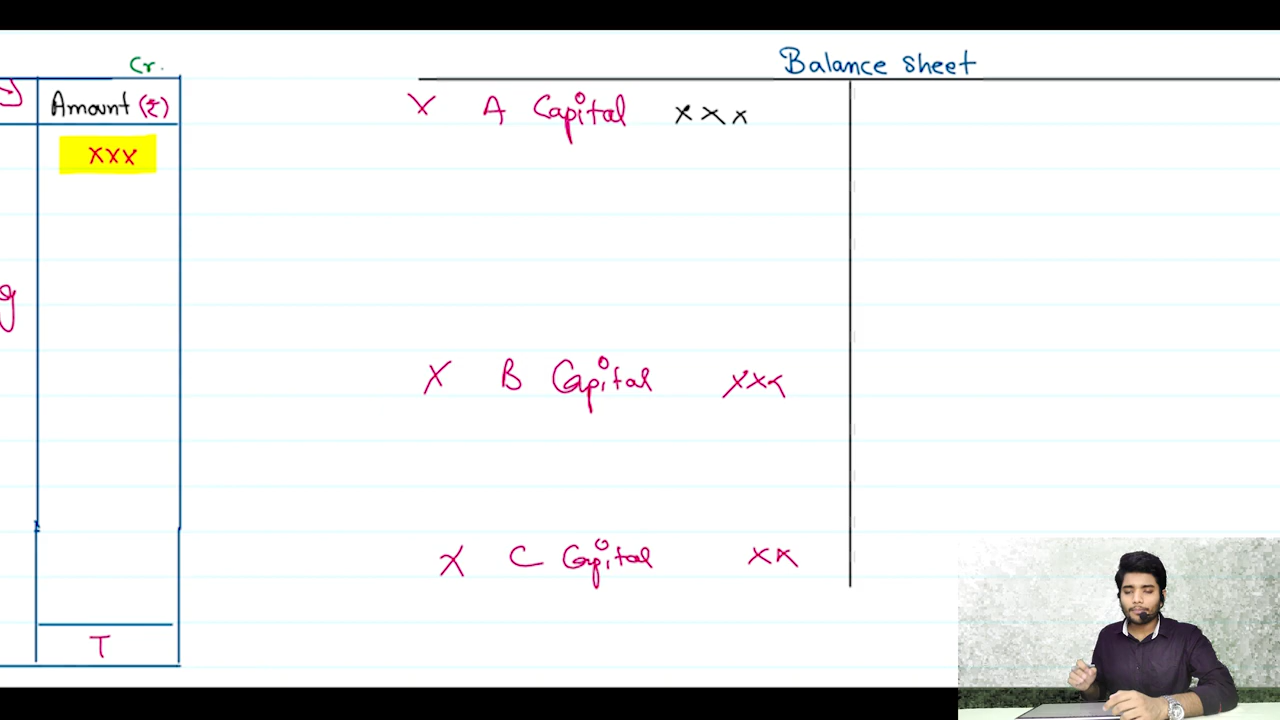 Cr.
Amount (₹)
xxx
T
Balance sheet
X A Capital xxx
X B Capital xxx
X C Capital xx